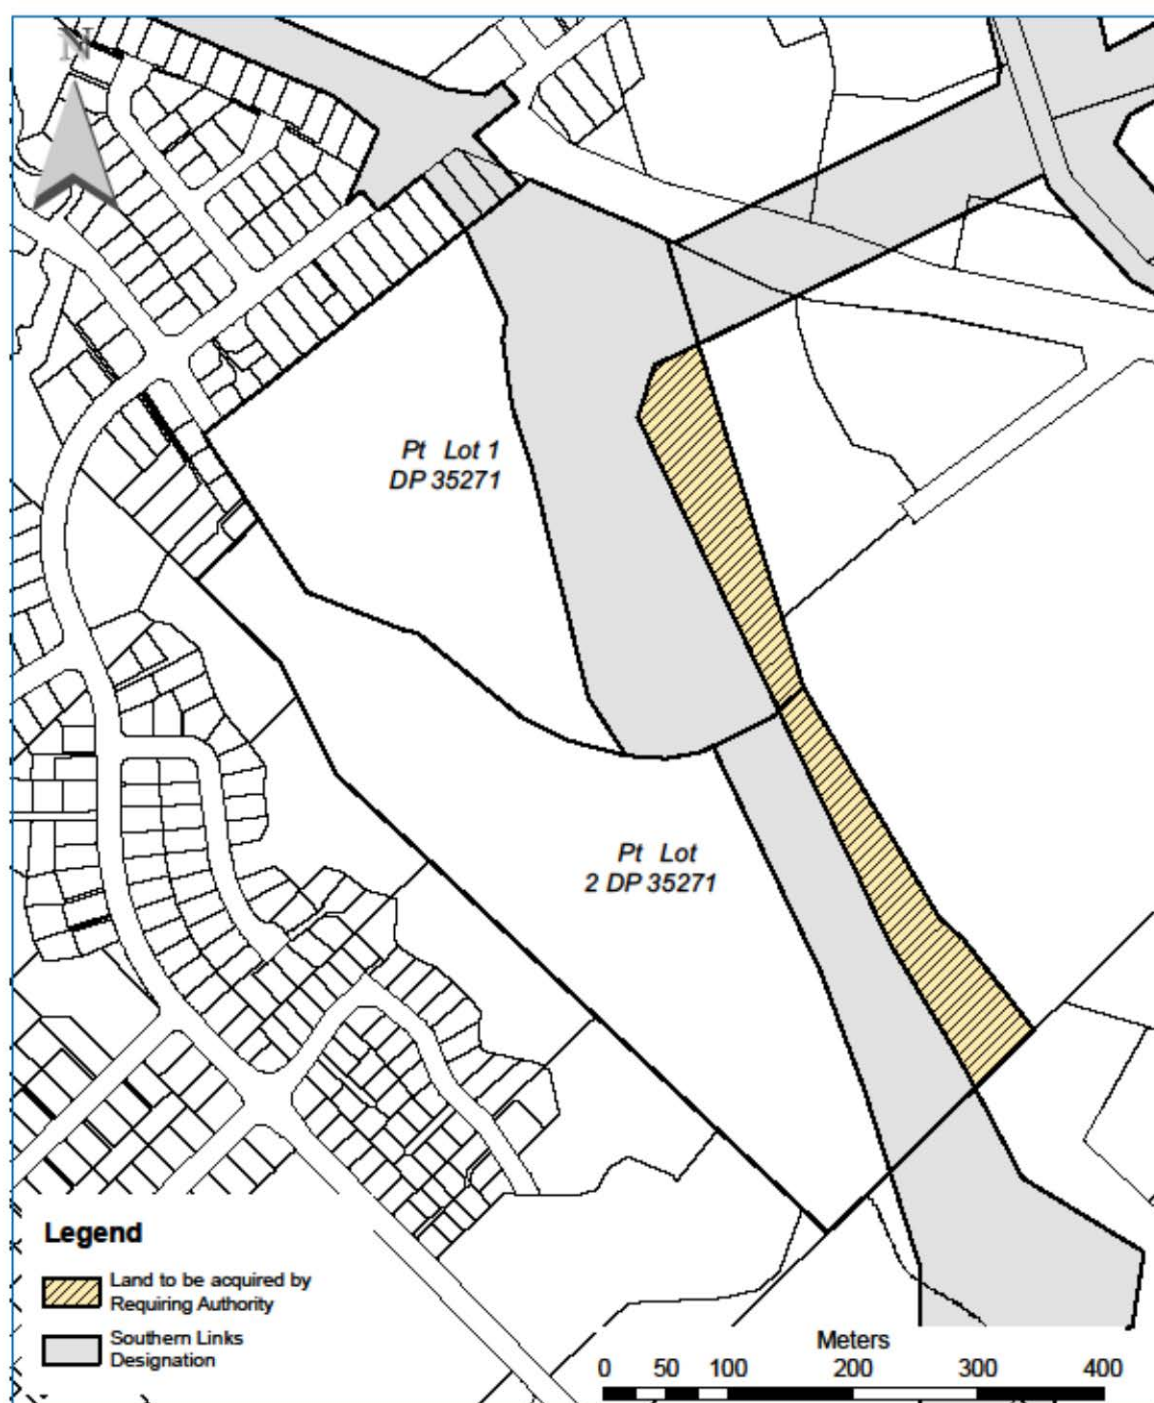 N
Pt Lot 1
DP 35271
Pt Lot
2 DP 35271
Legend
Land to be acquired by
Requiring Authority
Southern Links
Designation
Meters
0 50 100 200 300 400